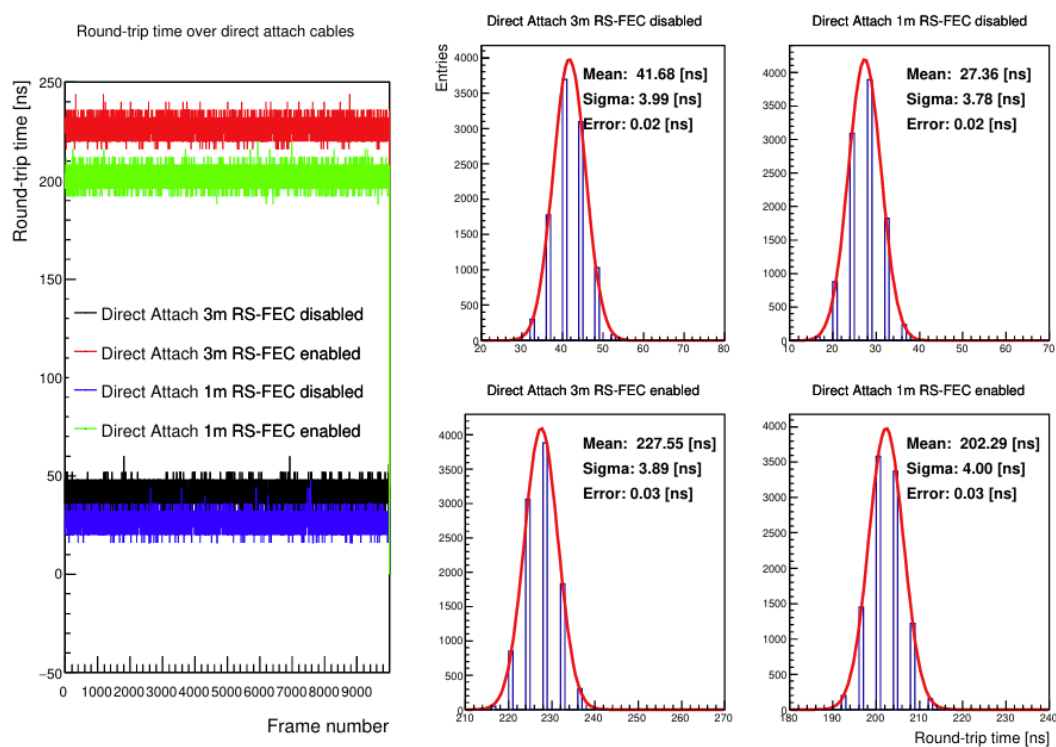 Round-trip time over direct attach cables
Round-trip time [ns]
250
200
150
100
50
0
−50
Direct Attach 3m RS-FEC disabled
Direct Attach 3m RS-FEC enabled
Direct Attach 1m RS-FEC disabled
Direct Attach 1m RS-FEC enabled
0 1000 2000 3000 4000 5000 6000 7000 8000 9000
Frame number
Direct Attach 3m RS-FEC disabled
Entries
4000
3500
3000
2500
2000
1500
1000
500
0
Mean: 41.68 [ns]
Sigma: 3.99 [ns]
Error: 0.02 [ns]
20 30 40 50 60 70 80
Direct Attach 1m RS-FEC disabled
4000
3500
3000
2500
2000
1500
1000
500
0
Mean: 27.36 [ns]
Sigma: 3.78 [ns]
Error: 0.02 [ns]
10 20 30 40 50 60 70
Direct Attach 3m RS-FEC enabled
4000
3500
3000
2500
2000
1500
1000
500
0
Mean: 227.55 [ns]
Sigma: 3.89 [ns]
Error: 0.03 [ns]
210 220 230 240 250 260 270
Direct Attach 1m RS-FEC enabled
4000
3500
3000
2500
2000
1500
1000
500
0
Mean: 202.29 [ns]
Sigma: 4.00 [ns]
Error: 0.03 [ns]
180 190 200 210 220 230 240
Round-trip time [ns]